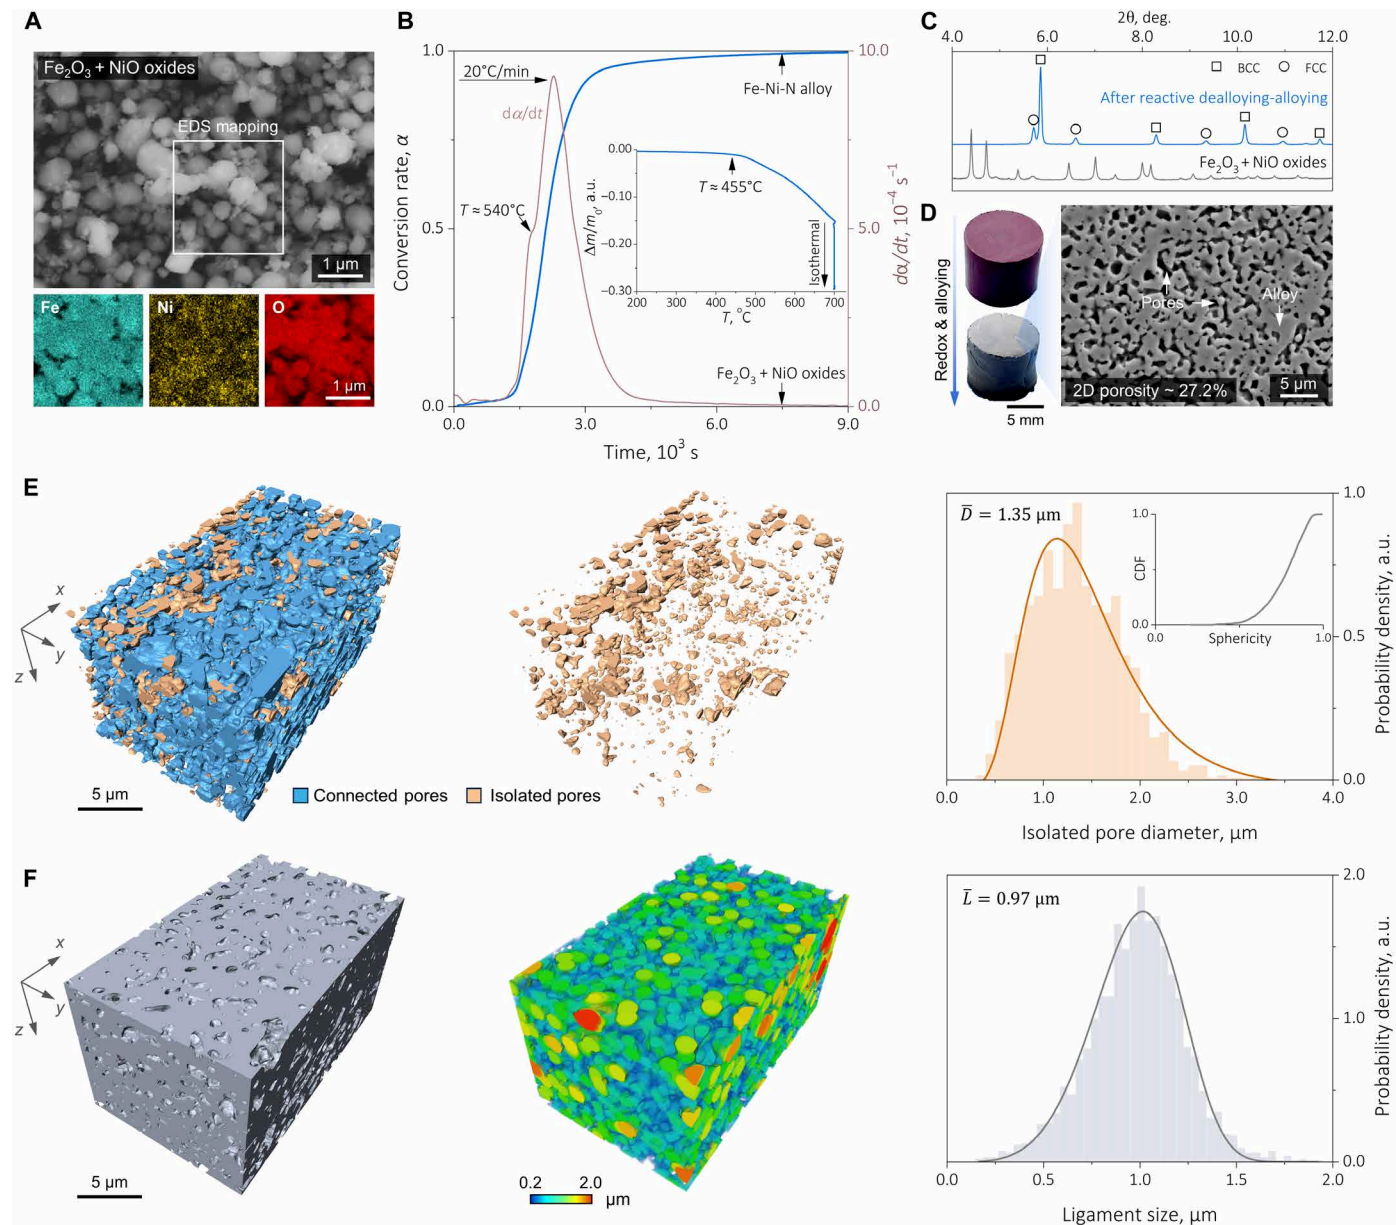 A
Fe₂O₃ + NiO oxides
EDS mapping
1 µm
Fe
Ni
O
1 µm
B
1.0
0.5
0.0
Conversion rate, α
10.0
5.0
0.0
dα/dt, 10⁻⁴ s⁻¹
20°C/min
dα/dt
Fe-Ni-N
alloy
T ≈ 540°C
0.00
−0.10
−0.20
−0.30
Δm/m₀, a.u.
T ≈ 455°C
Isothermal
200 300 400 500 600 700
T, °C
Fe₂O₃ + NiO oxides
0.0 3.0 6.0 9.0
Time, 10³ s
C
2θ, deg.
4.0 6.0 8.0 10.0 12.0
BCC FCC
After reactive dealloying-alloying
Fe₂O₃ + NiO oxides
D
Redox & alloying
5 mm
Pores
Alloy
2D porosity ~ 27.2%
5 µm
E
x
y
z
5 µm
Connected pores Isolated pores
D̅ = 1.35 µm
1.0
CDF
0.0
0.0 Sphericity 1.0
1.0
0.5
0.0
Probability density, a.u.
0.0 1.0 2.0 3.0 4.0
Isolated pore diameter, µm
F
x
y
z
5 µm
0.2 2.0
µm
L̅ = 0.97 µm
2.0
1.0
0.0
Probability density, a.u.
0.0 0.5 1.0 1.5 2.0
Ligament size, µm